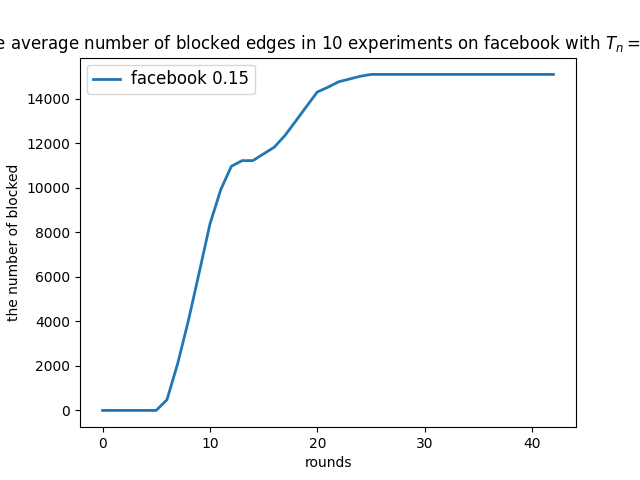 e average number of blocked edges in 10 experiments on facebook with Tₙ =
facebook 0.15
the number of blocked
14000
12000
10000
8000
6000
4000
2000
0
0 10 20 30 40
rounds